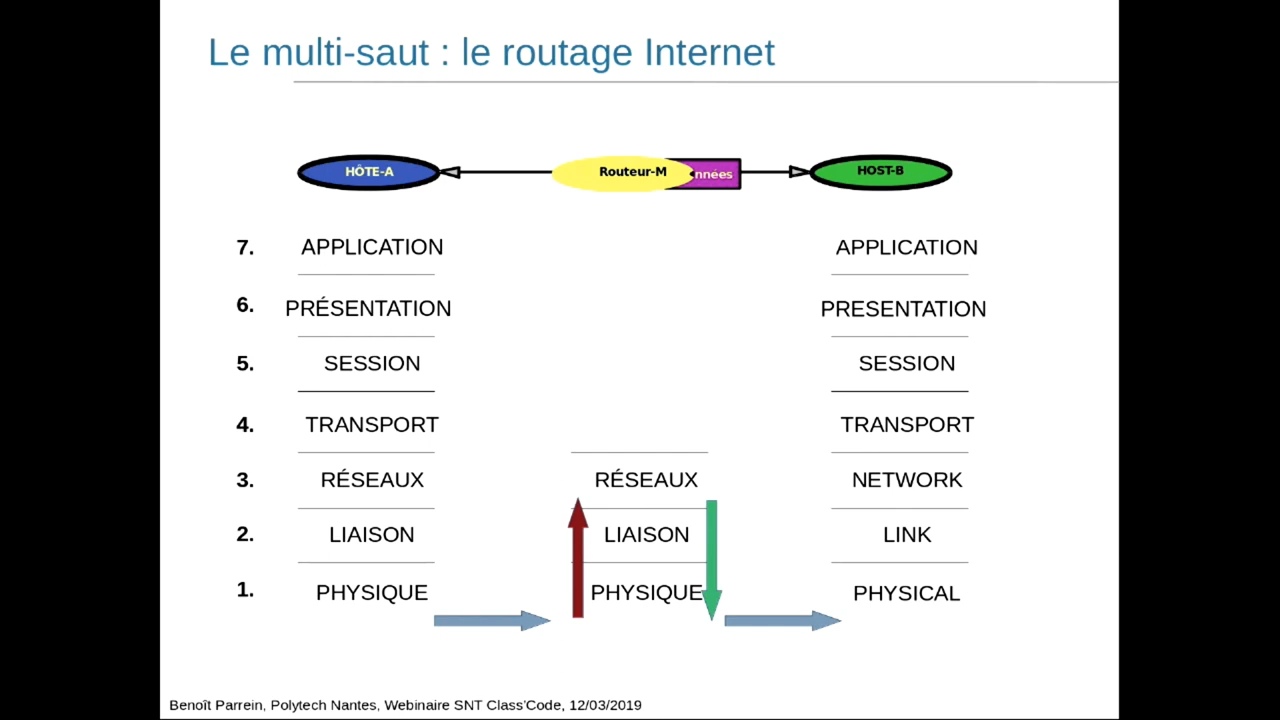 Le multi-saut : le routage Internet
HÔTE-A Routeur-M nnées HOST-B
7. APPLICATION APPLICATION
6. PRÉSENTATION PRESENTATION
5. SESSION SESSION
4. TRANSPORT TRANSPORT
3. RÉSEAUX RÉSEAUX NETWORK
2. LIAISON LIAISON LINK
1. PHYSIQUE PHYSIQUE PHYSICAL
Benoît Parrein, Polytech Nantes, Webinaire SNT Class'Code, 12/03/2019